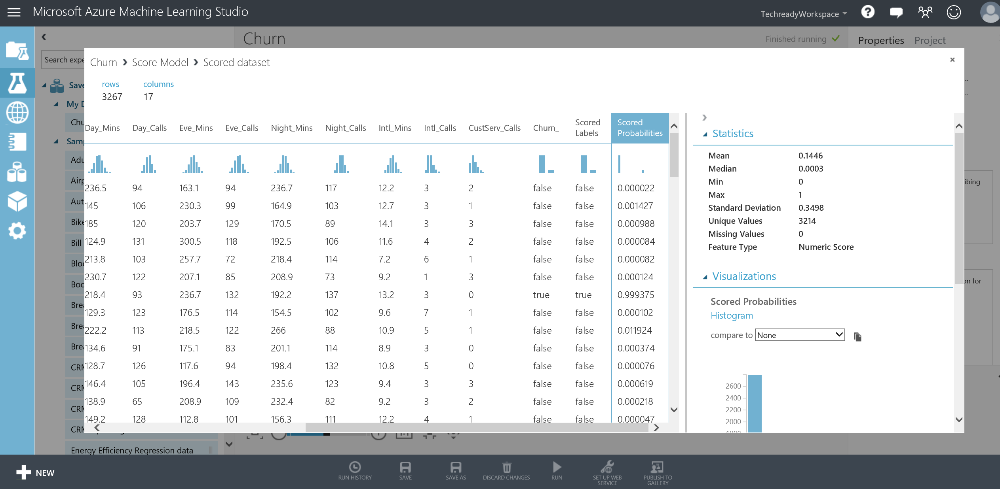 Microsoft Azure Machine Learning Studio
TechreadyWorkspace
Churn
Finished running
Properties Project
Search expe
Churn Score Model Scored dataset
rows columns
3267 17
Save
My D
Chu
Samp
Adu
Airp
Auto
Bike
Bill
Bloo
Boo
Brea
Brea
Brea
CRM
CRM
CRM
CRM
Energy Efficiency Regression data
Day_Mins Day_Calls Eve_Mins Eve_Calls Night_Mins Night_Calls Intl_Mins Intl_Calls CustServ_Calls Churn_ Scored Labels Scored Probabilities
236.5 94 163.1 94 236.7 117 12.2 3 2 false false 0.000022
145 106 230.3 99 164.9 103 12.7 3 1 false false 0.001427
185 120 203.7 129 170.5 89 14.1 3 3 false false 0.000988
124.9 131 300.5 118 192.5 106 11.6 4 2 false false 0.000084
213.8 103 257.7 72 218.4 114 7.2 6 1 false false 0.000082
230.7 122 207.1 85 208.9 73 9.2 1 3 false false 0.000124
218.4 93 236.7 132 192.2 137 13.2 3 0 true true 0.999375
129.3 123 176.5 114 154.5 102 9.6 7 1 false false 0.000102
222.2 113 218.5 122 266 88 10.9 5 1 false false 0.011924
134.6 91 175.1 83 201.1 114 8.9 3 0 false false 0.000374
128.7 126 117.6 94 198.4 132 10.8 5 0 false false 0.000076
146.4 105 196.4 143 235.6 123 9.4 3 3 false false 0.000619
138.9 65 208.9 109 232.4 82 9.2 3 2 false false 0.000218
149.2 128 112.8 101 156.3 111 12.2 4 1 false false 0.000047
Statistics
Mean 0.1446
Median 0.0003
Min 0
Max 1
Standard Deviation 0.3498
Unique Values 3214
Missing Values 0
Feature Type Numeric Score
Visualizations
Scored Probabilities
Histogram
compare to None
2600
2400
2200
2000
1800
ibing
on for
NEW
RUN HISTORY
SAVE
SAVE AS
DISCARD CHANGES
RUN
SET UP WEB SERVICE
PUBLISH TO GALLERY